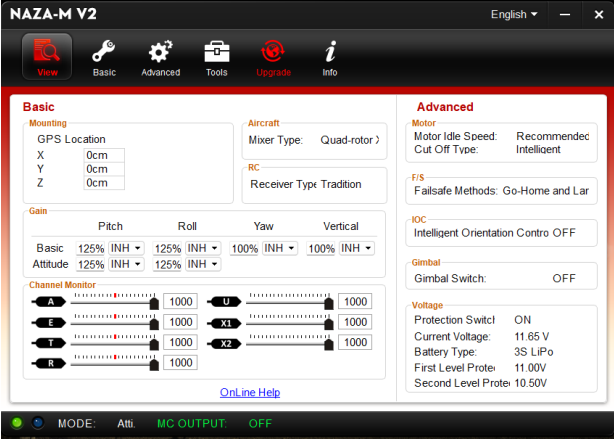 NAZA-M V2
English
View Basic Advanced Tools Upgrade Info
Basic
Mounting
GPS Location
X 0cm
Y 0cm
Z 0cm
Aircraft
Mixer Type: Quad-rotor X
RC
Receiver Type Tradition
Gain
Pitch Roll Yaw Vertical
Basic 125% INH 125% INH 100% INH 100% INH
Attitude 125% INH 125% INH
Channel Monitor
A 1000 U 1000
E 1000 X1 1000
T 1000 X2 1000
R 1000
OnLine Help
Advanced
Motor
Motor Idle Speed: Recommended
Cut Off Type: Intelligent
F/S
Failsafe Methods: Go-Home and Lar
IOC
Intelligent Orientation Contro OFF
Gimbal
Gimbal Switch: OFF
Voltage
Protection Switch ON
Current Voltage: 11.65 V
Battery Type: 3S LiPo
First Level Protec 11.00V
Second Level Prote 10.50V
MODE: Atti. MC OUTPUT: OFF